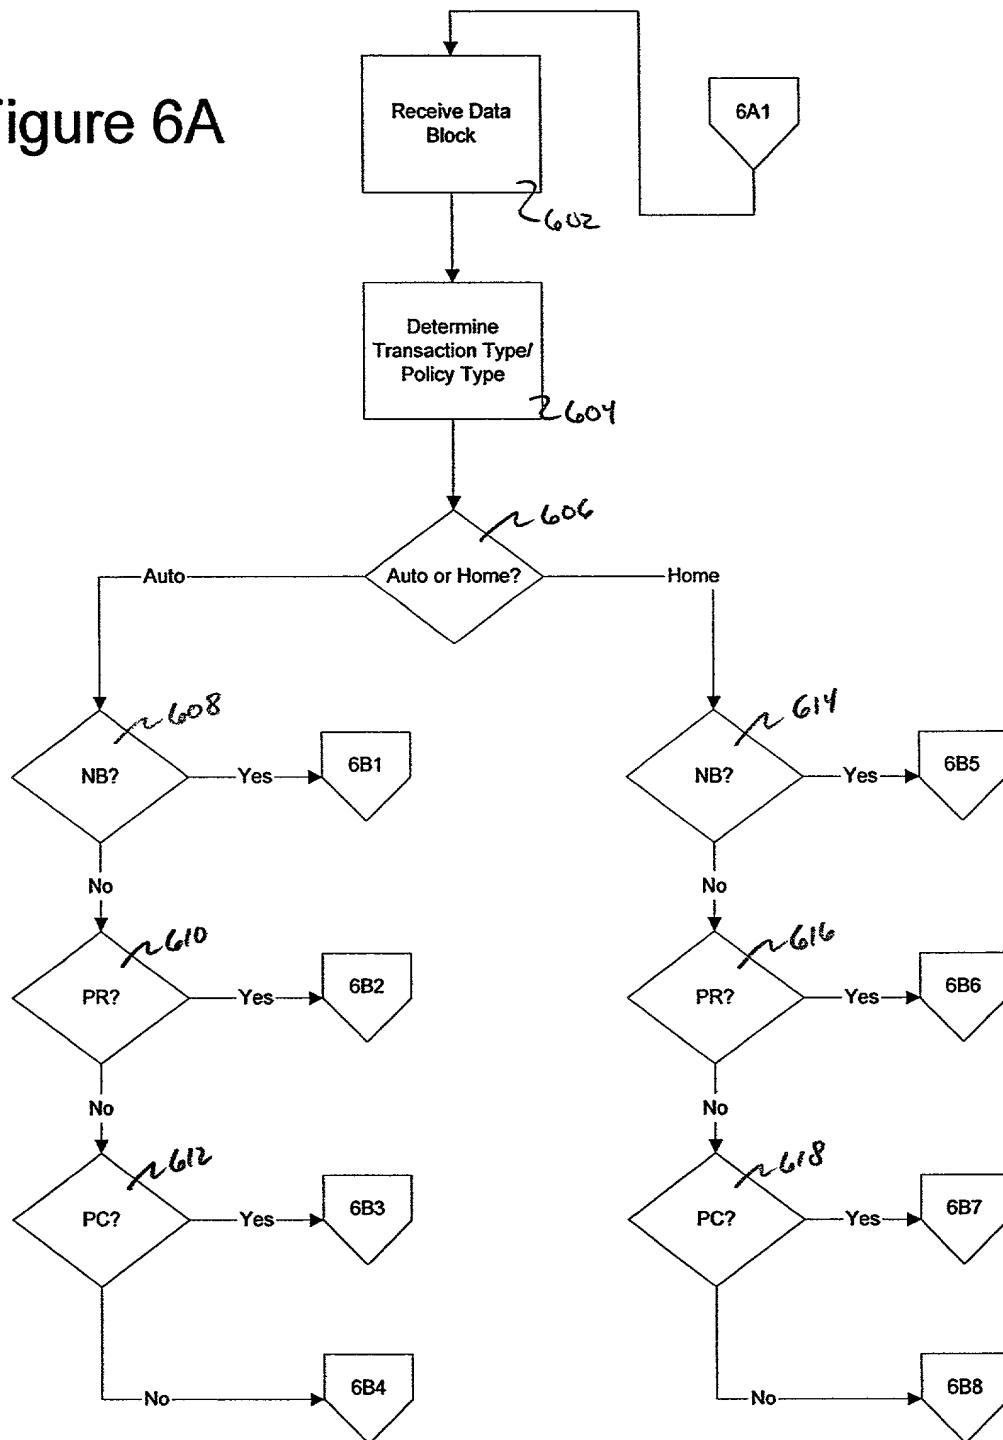 igure 6A
Receive Data
Block
602
6A1
Determine
Transaction Type/
Policy Type
604
Auto or Home?
606
Auto
Home
NB?
608
Yes
6B1
NB?
614
Yes
6B5
No
No
PR?
610
Yes
6B2
PR?
616
Yes
6B6
No
No
PC?
612
Yes
6B3
PC?
618
Yes
6B7
No
6B4
No
6B8